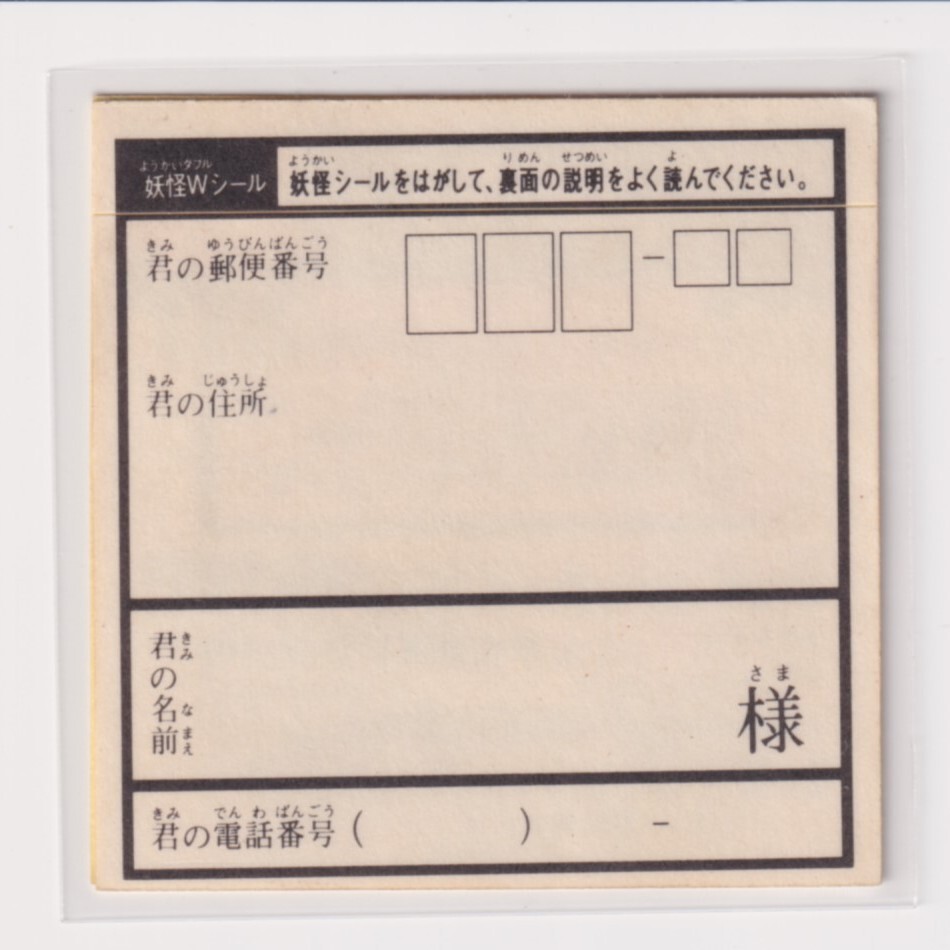 ようかいダブル
妖怪Wシール
ようかい りめん せつめい よ
妖怪シールをはがして、裏面の説明をよく読んでください。
きみ ゆうびんばんごう
君の郵便番号
－
きみ じゅうしょ
君の住所
きみ なまえ
君の名前
さま
様
きみ でんわばんごう
君の電話番号（ ） －